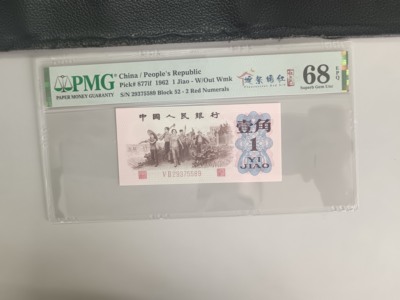 PMG
PAPER MONEY GUARANTY
China / People's Republic
Pick# 877if 1962 1 Jiao - W/Out Wmk
S/N 29375589 Block 52 - 2 Red Numerals
68 EPQ
Superb Gem Unc
中国人民银行
壹角
1
YI
JIAO